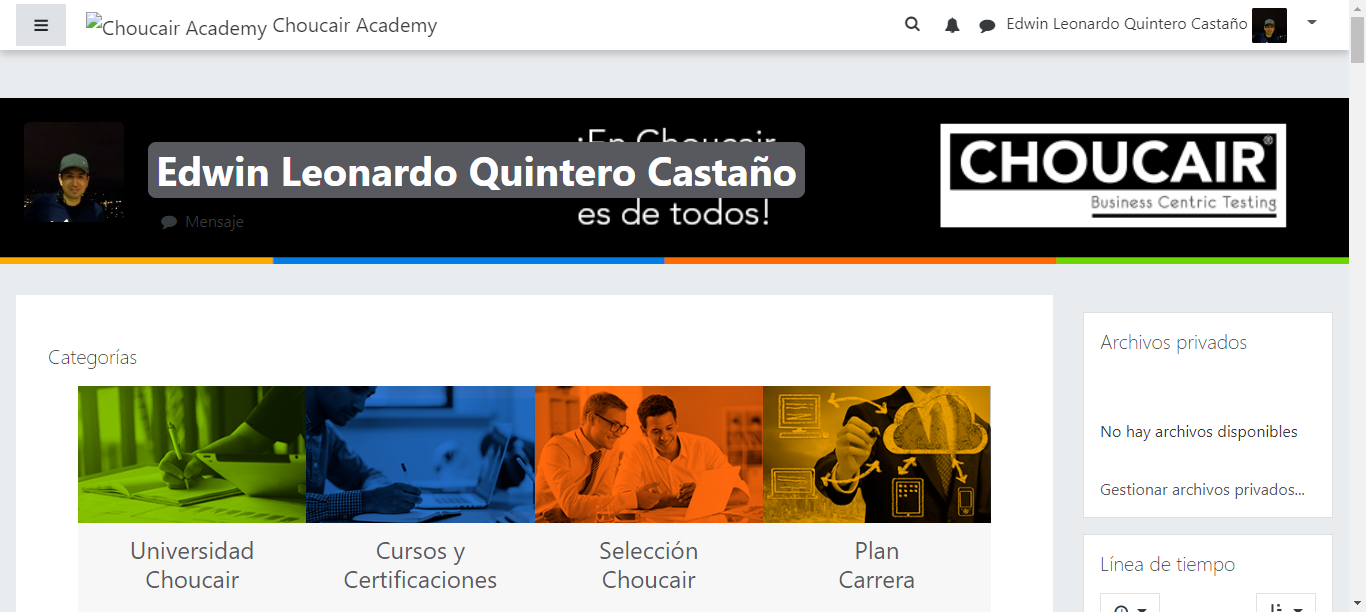 Choucair Academy Choucair Academy
Edwin Leonardo Quintero Castaño
¡En Choucair
Edwin Leonardo Quintero Castaño
es de todos!
Mensaje
CHOUCAIR®
Business Centric Testing
Categorías
Universidad
Choucair
Cursos y
Certificaciones
Selección
Choucair
Plan
Carrera
Archivos privados
No hay archivos disponibles
Gestionar archivos privados...
Línea de tiempo